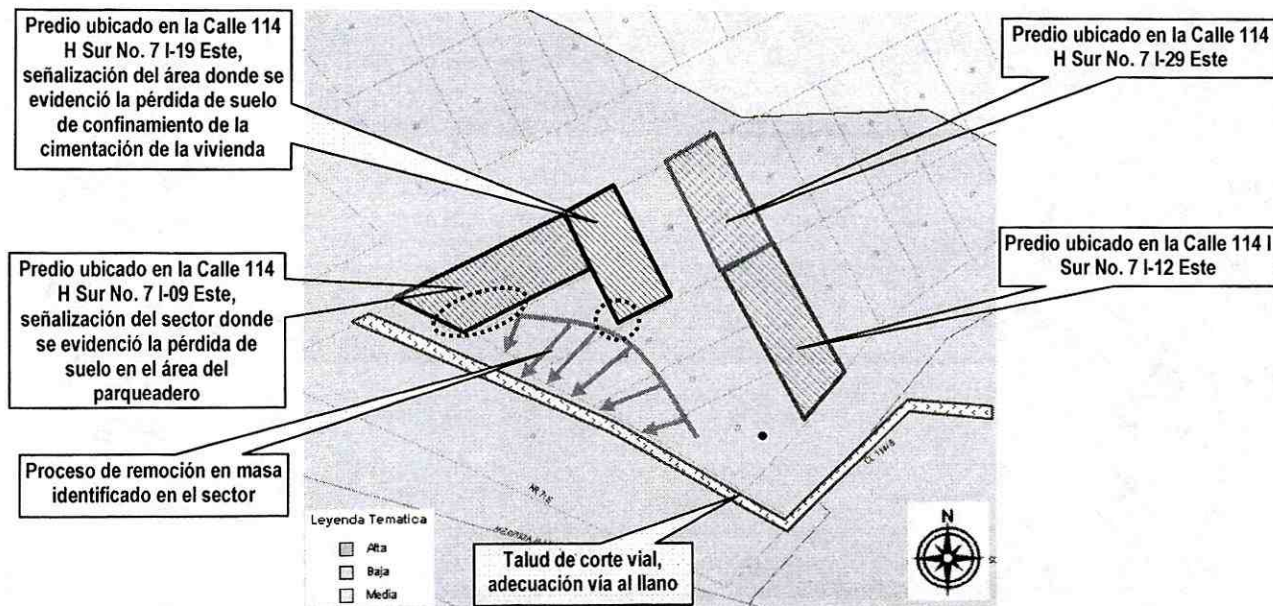 Predio ubicado en la Calle 114
H Sur No. 7 I-19 Este,
señalización del área donde se
evidenció la pérdida de suelo
de confinamiento de la
cimentación de la vivienda
Predio ubicado en la Calle 114
H Sur No. 7 I-29 Este
Predio ubicado en la Calle 114
H Sur No. 7 I-09 Este,
señalización del sector donde
se evidenció la pérdida de
suelo en el área del
parqueadero
Predio ubicado en la Calle 114 I
Sur No. 7 I-12 Este
Proceso de remoción en masa
identificado en el sector
Talud de corte vial,
adecuación vía al llano
Leyenda Tematica
Alta
Baja
Media
N